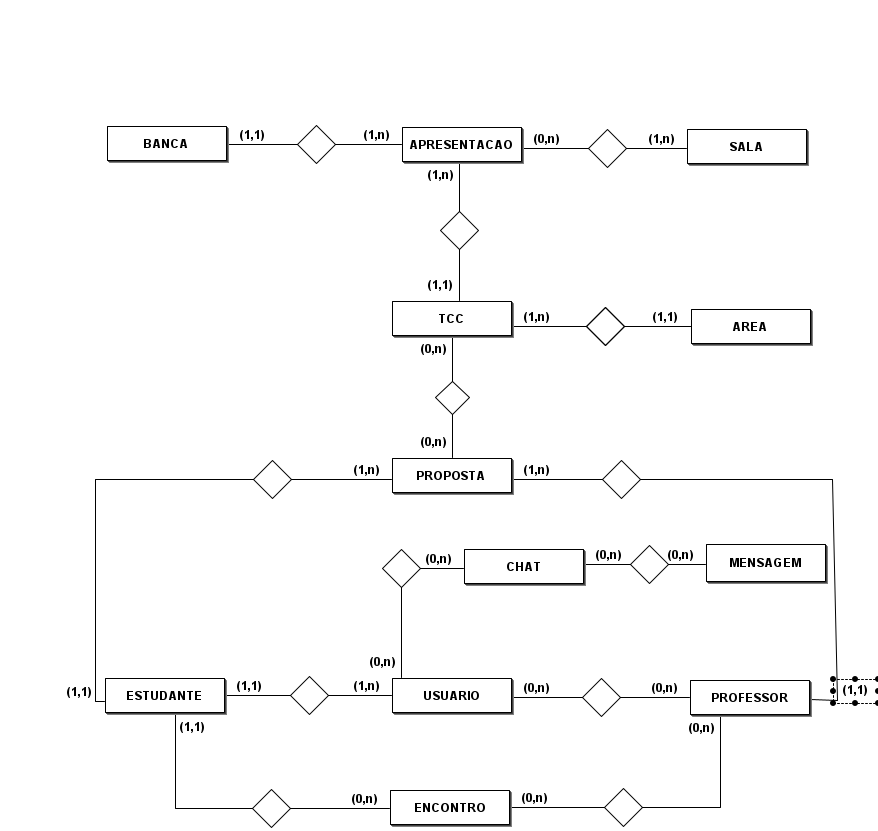 (1,1) (1,n) (0,n) (1,n)
BANCA APRESENTACAO SALA
(1,n)
(1,1)
TCC (1,n) (1,1) AREA
(0,n)
(0,n)
(1,n) PROPOSTA (1,n)
(0,n) CHAT (0,n) (0,n) MENSAGEM
(0,n)
(1,1) ESTUDANTE (1,1) (1,n) USUARIO (0,n) (0,n) PROFESSOR (1,1)
(1,1) (0,n)
(0,n) ENCONTRO (0,n)